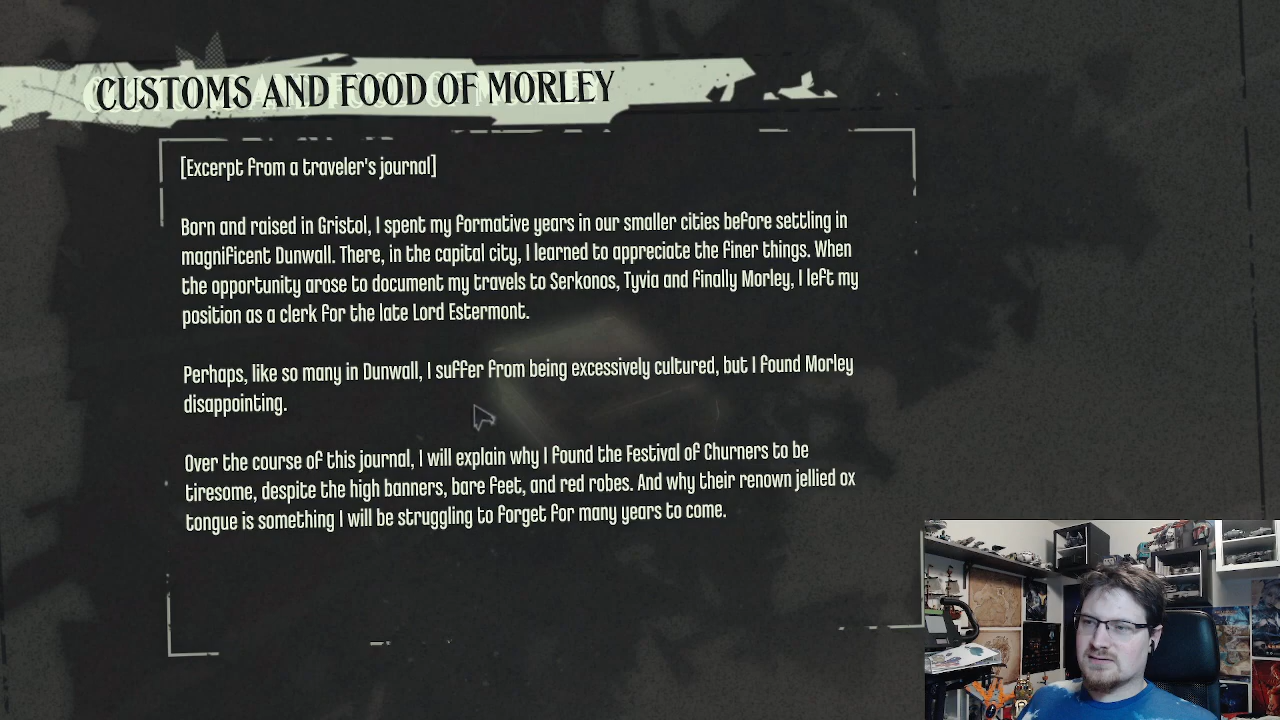 CUSTOMS AND FOOD OF MORLEY
[Excerpt from a traveler's journal]
Born and raised in Gristol, I spent my formative years in our smaller cities before settling in
magnificent Dunwall. There, in the capital city, I learned to appreciate the finer things. When
the opportunity arose to document my travels to Serkonos, Tyvia and finally Morley, I left my
position as a clerk for the late Lord Estermont.
Perhaps, like so many in Dunwall, I suffer from being excessively cultured, but I found Morley
disappointing.
Over the course of this journal, I will explain why I found the Festival of Churners to be
tiresome, despite the high banners, bare feet, and red robes. And why their renown jellied ox
tongue is something I will be struggling to forget for many years to come.